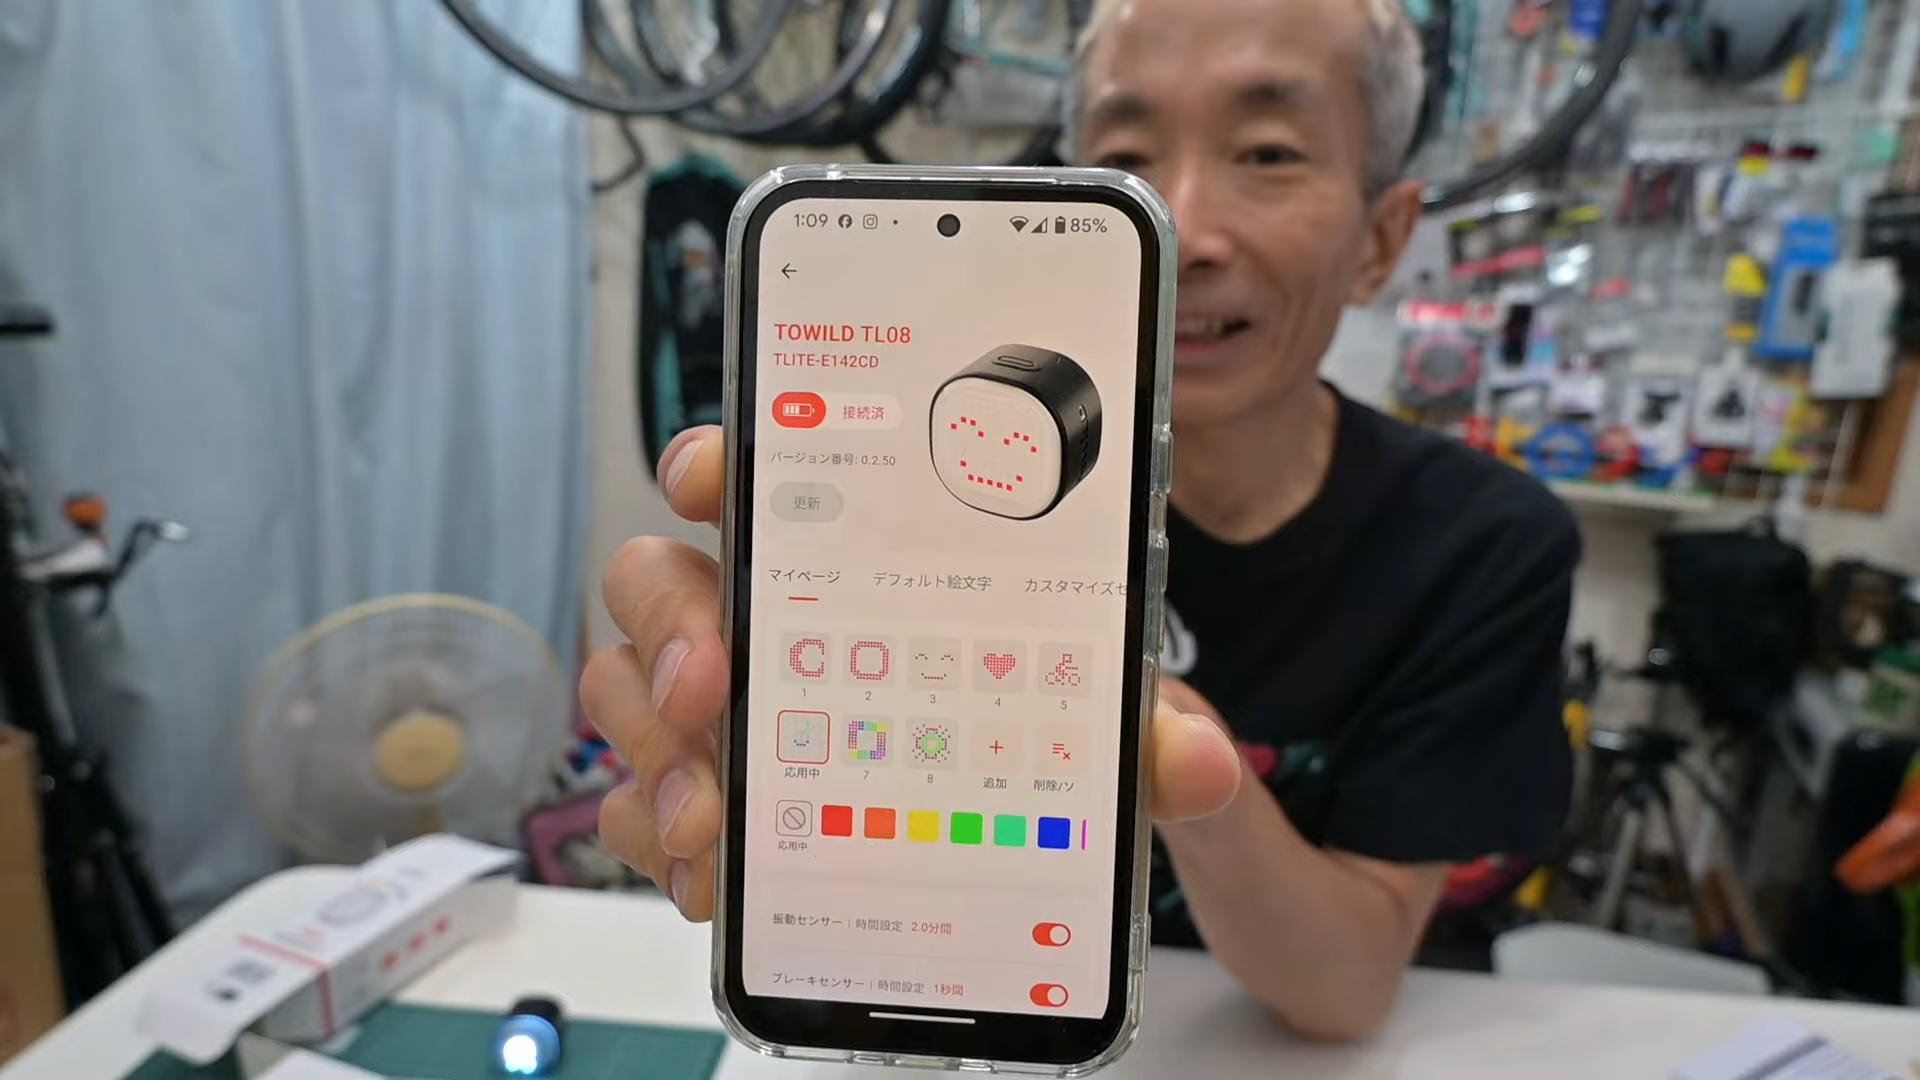 1:09 85%
TOWILD TL08
TLITE-E142CD
接続済
バージョン番号: 0.2.50
更新
マイページ デフォルト絵文字 カスタマイズセ
1 2 3 4 5
応用中 7 8 追加 削除/ソ
応用中
振動センサー | 時間設定 2.0分間
ブレーキセンサー | 時間設定 1秒間